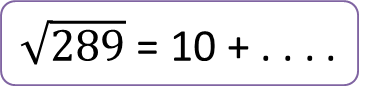 √289 = 10 + . . . .